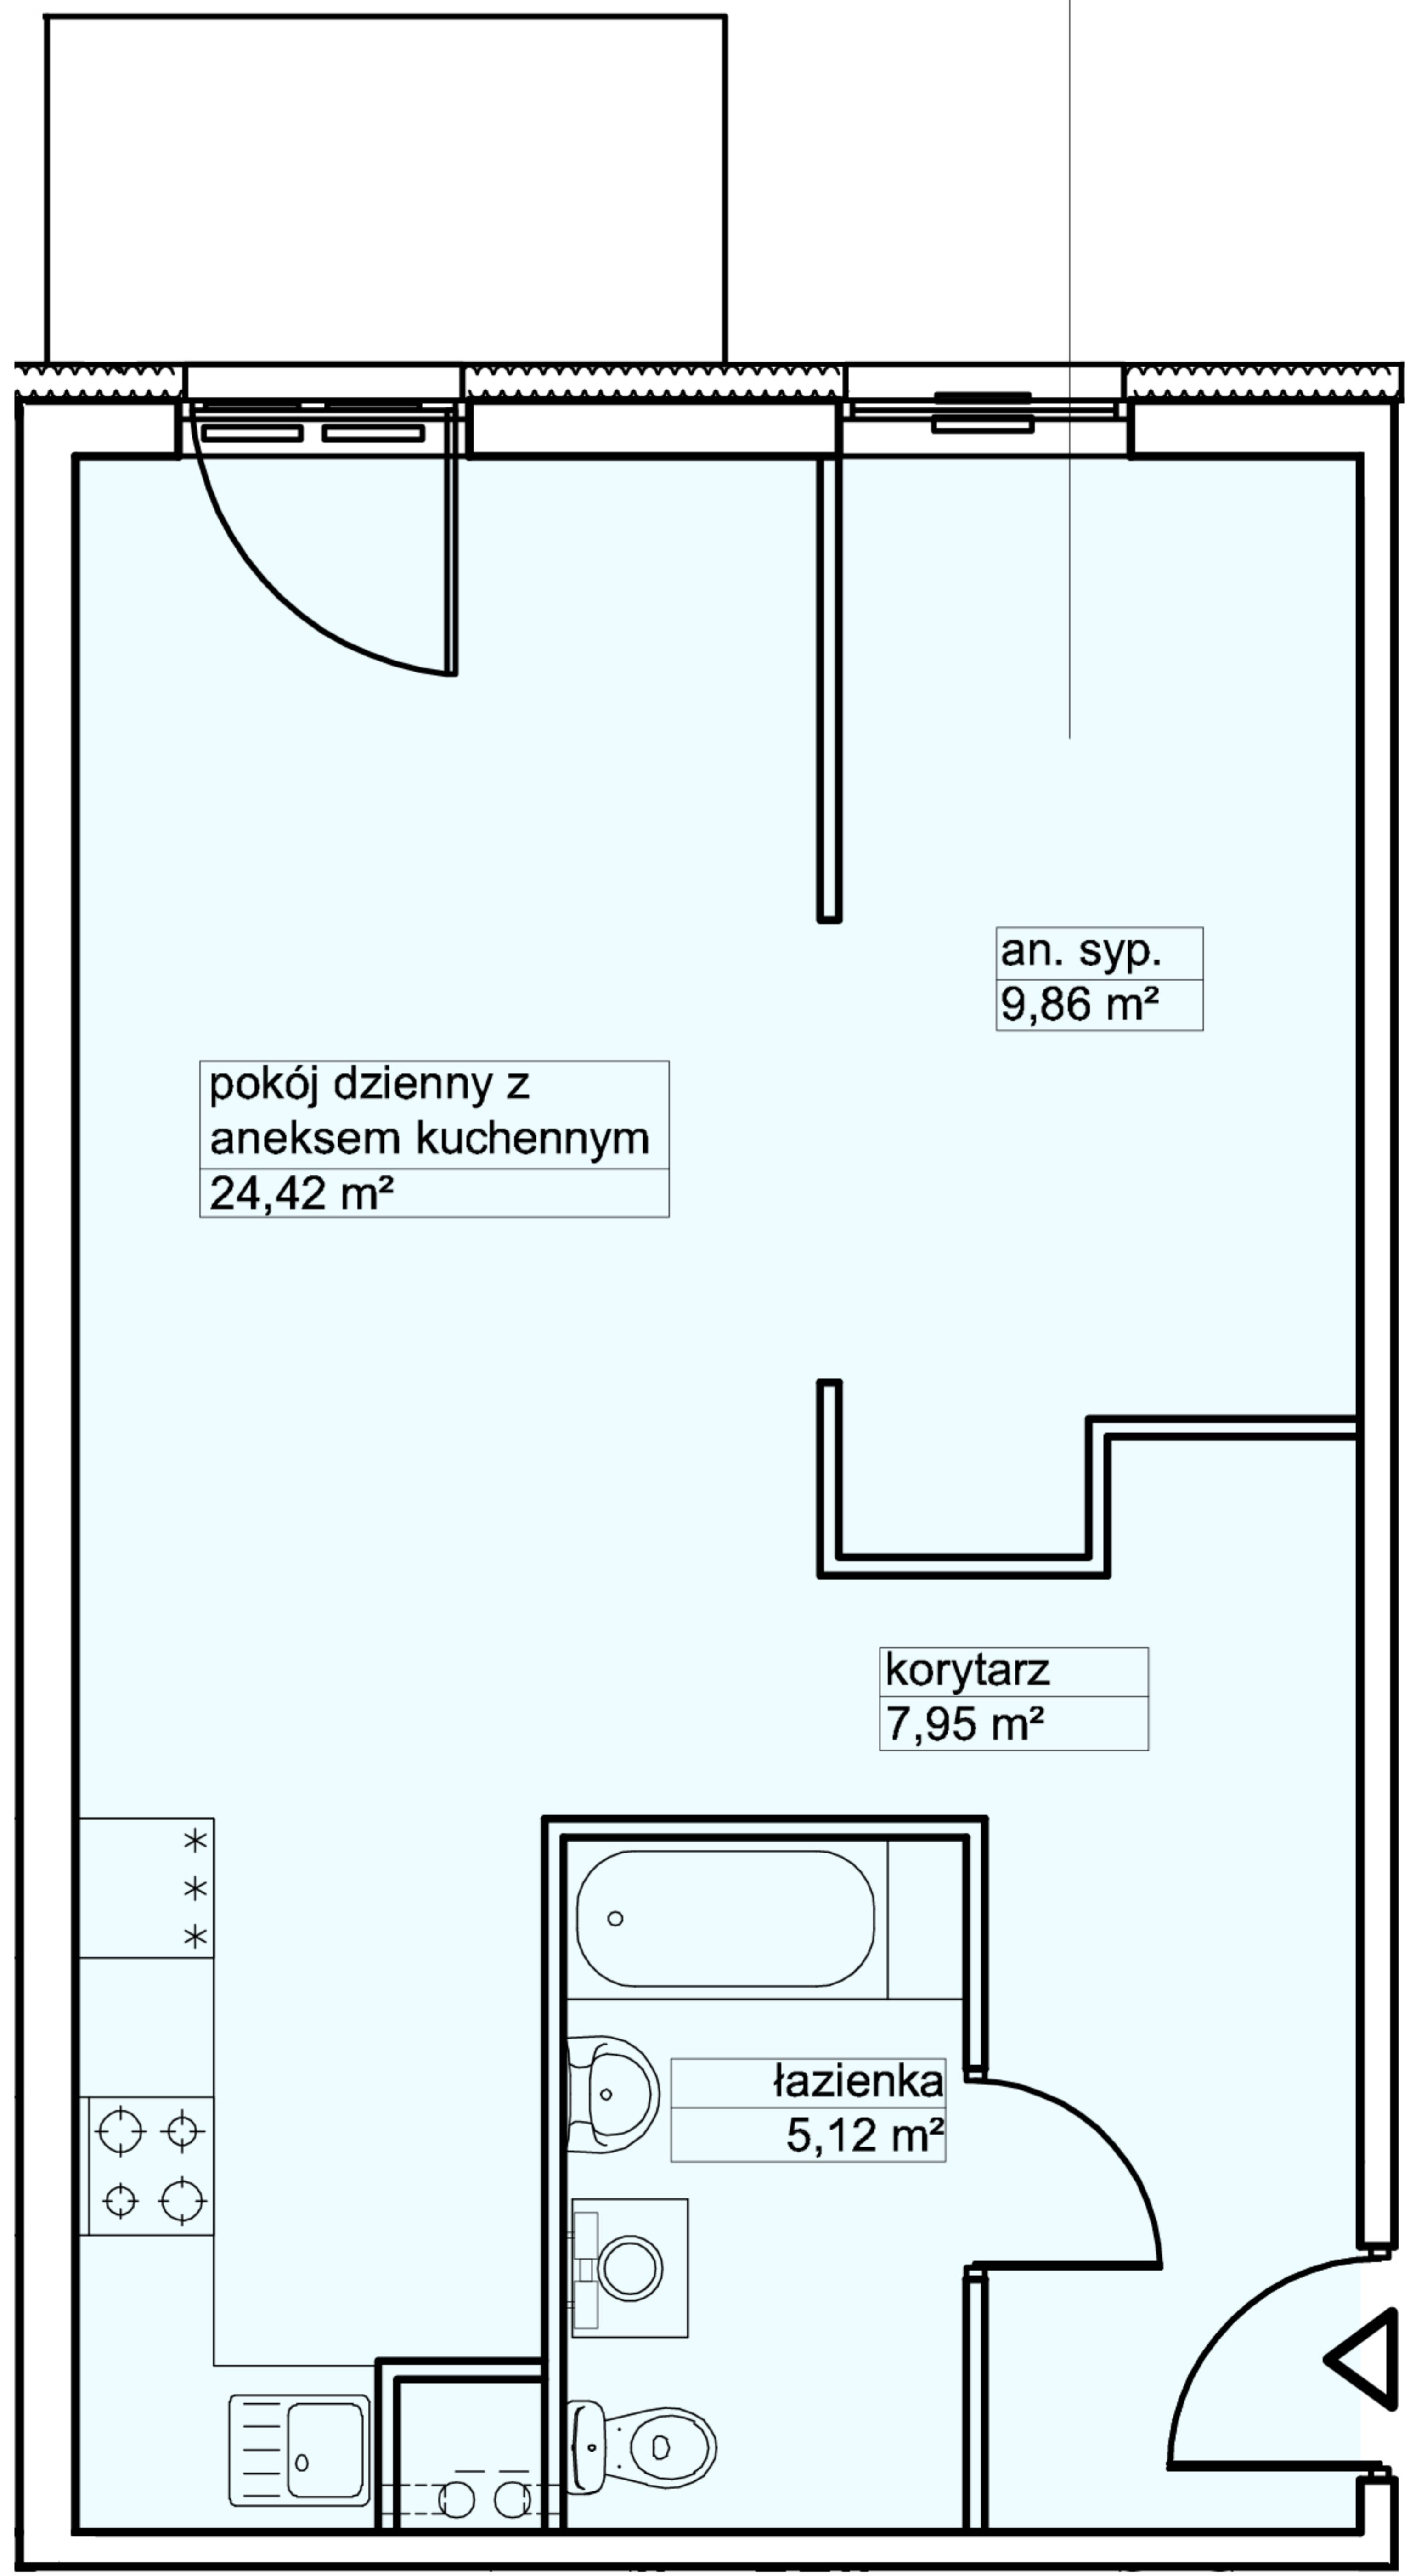 an. syp.
9,86 m²
pokój dzienny z
aneksem kuchennym
24,42 m²
korytarz
7,95 m²
łazienka
5,12 m²